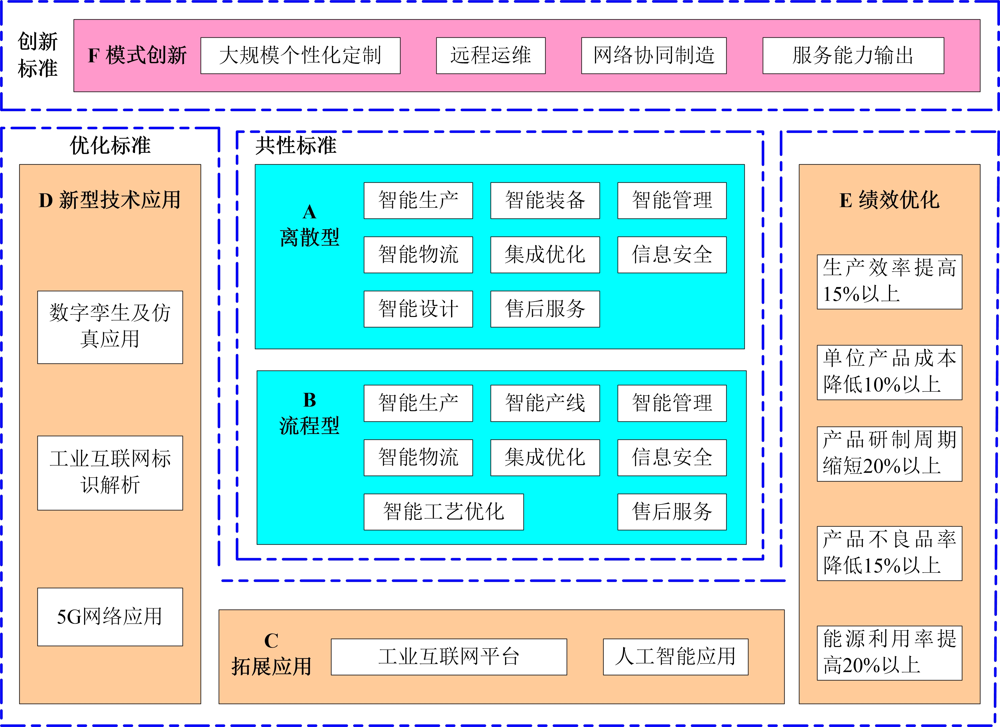 创新
标准
F 模式创新
大规模个性化定制
远程运维
网络协同制造
服务能力输出
优化标准
D 新型技术应用
数字孪生及仿
真应用
工业互联网标
识解析
5G网络应用
共性标准
A
离散型
智能生产
智能装备
智能管理
智能物流
集成优化
信息安全
智能设计
售后服务
B
流程型
智能生产
智能产线
智能管理
智能物流
集成优化
信息安全
智能工艺优化
售后服务
C
拓展应用
工业互联网平台
人工智能应用
E 绩效优化
生产效率提高
15%以上
单位产品成本
降低10%以上
产品研制周期
缩短20%以上
产品不良品率
降低15%以上
能源利用率提
高20%以上